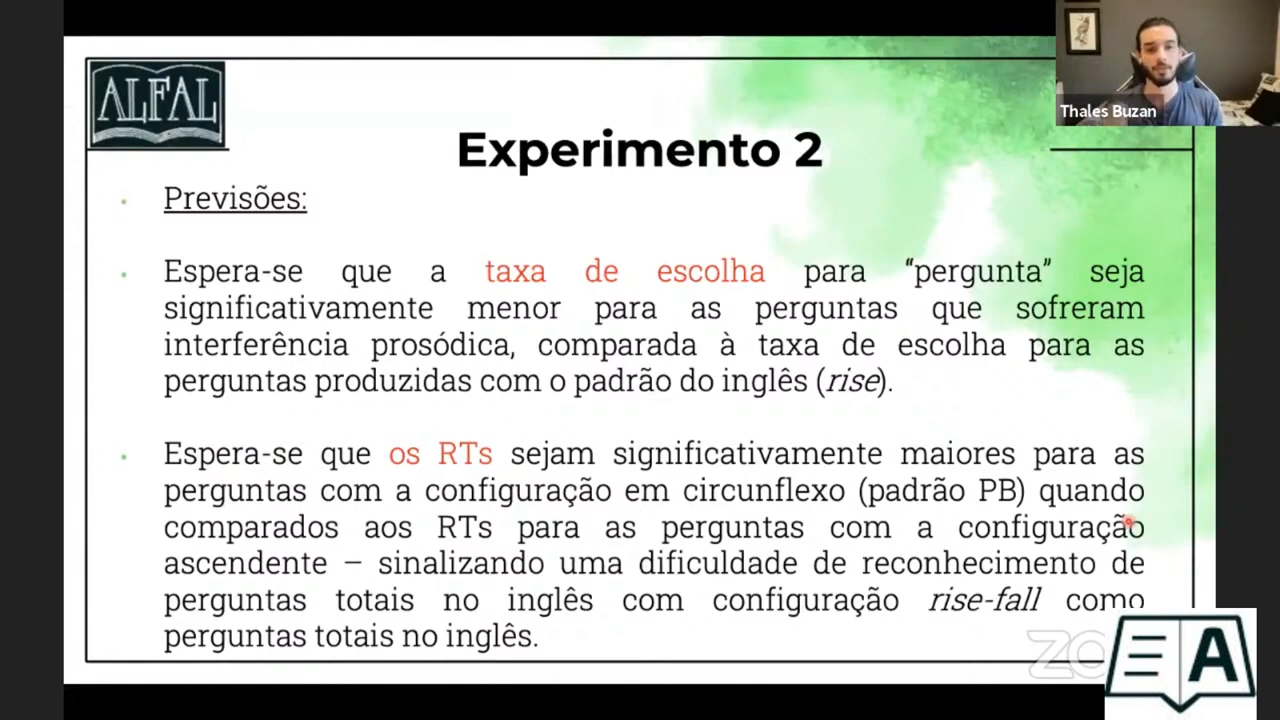 ALFAL
Thales Buzan
Experimento 2
Previsões:
Espera-se que a taxa de escolha para “pergunta” seja
significativamente menor para as perguntas que sofreram
interferência prosódica, comparada à taxa de escolha para as
perguntas produzidas com o padrão do inglês (rise).
Espera-se que os RTs sejam significativamente maiores para as
perguntas com a configuração em circunflexo (padrão PB) quando
comparados aos RTs para as perguntas com a configuração
ascendente – sinalizando uma dificuldade de reconhecimento de
perguntas totais no inglês com configuração rise-fall como
perguntas totais no inglês.
A